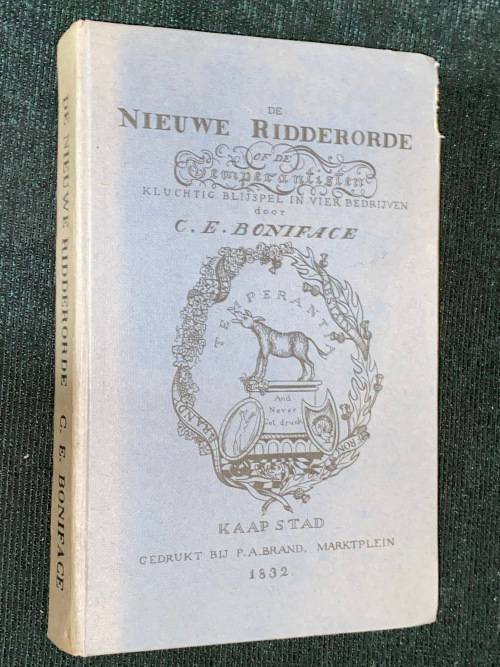 DE
NIEUWE RIDDERORDE
OF DE
Temperantisten
KLUCHTIG BLIJSPEL IN VIER BEDRIJVEN
door
C. E. BONIFACE
TEMPERANTIA
And
Never
Get drunk
KAAPSTAD
GEDRUKT BIJ P. A. BRAND. MARKTPLEIN
1832
DE NIEUWE RIDDERORDE C. E. BONIFACE